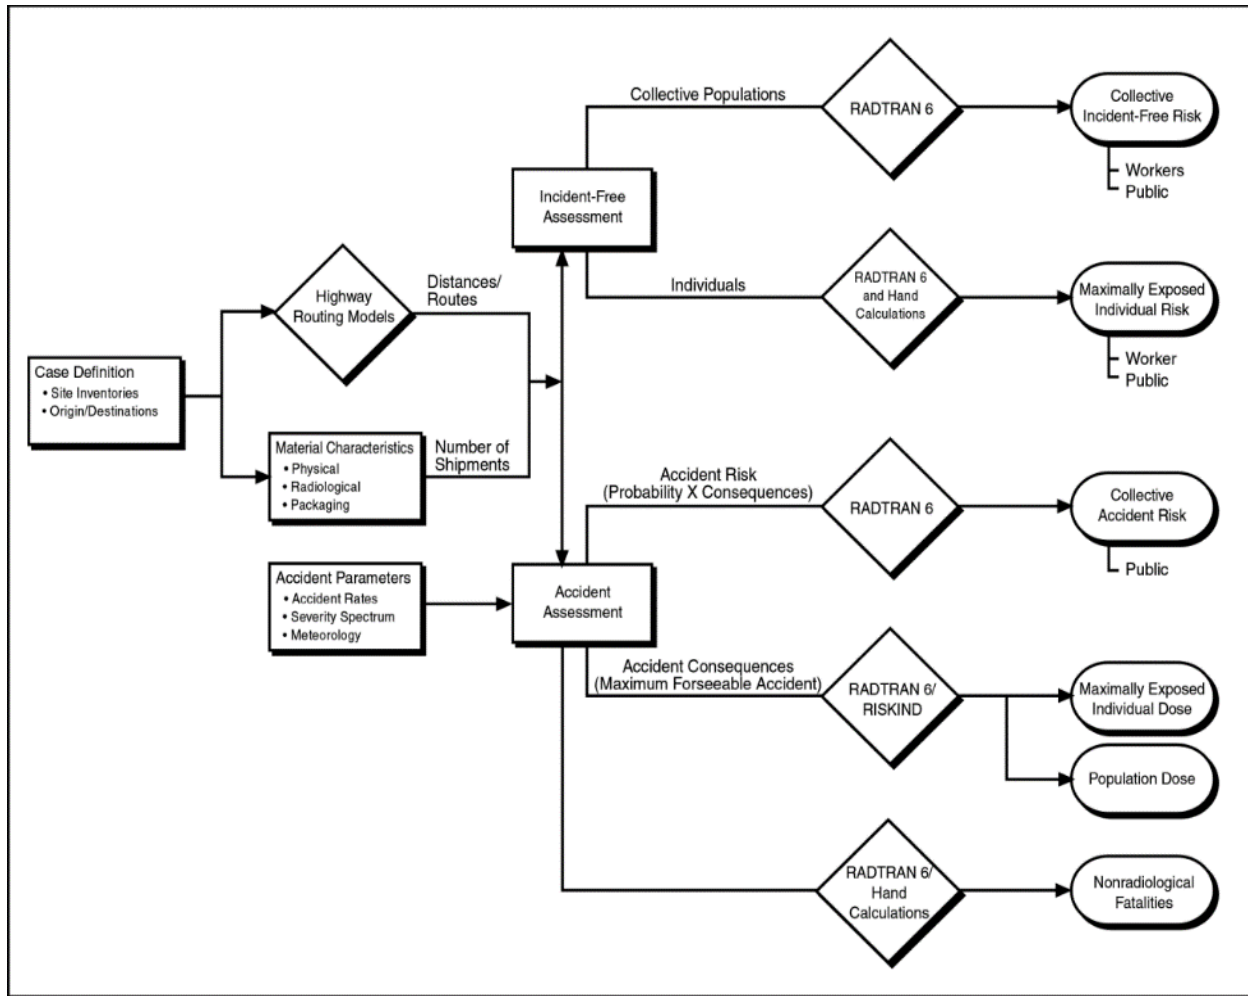 Collective Populations
RADTRAN 6
Collective
Incident-Free Risk
Workers
Public
Incident-Free
Assessment
Individuals
RADTRAN 6
and Hand
Calculations
Maximally Exposed
Individual Risk
Worker
Public
Highway
Routing Models
Distances/
Routes
Case Definition
• Site Inventories
• Origin/Destinations
Material Characteristics
• Physical
• Radiological
• Packaging
Number of
Shipments
Accident Risk
(Probability X Consequences)
RADTRAN 6
Collective
Accident Risk
Public
Accident Parameters
• Accident Rates
• Severity Spectrum
• Meteorology
Accident
Assessment
Accident Consequences
(Maximum Forseeable Accident)
RADTRAN 6/
RISKIND
Maximally Exposed
Individual Dose
Population Dose
RADTRAN 6/
Hand
Calculations
Nonradiological
Fatalities